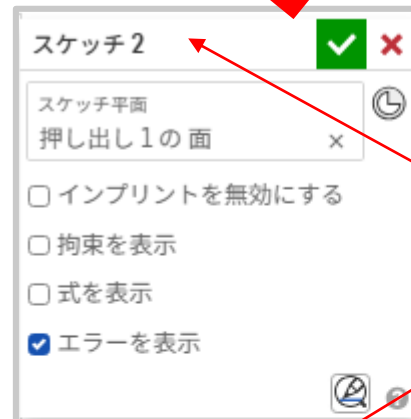 スケッチ 2
スケッチ平面
押し出し 1 の 面
インプリントを無効にする
拘束を表示
式を表示
エラーを表示